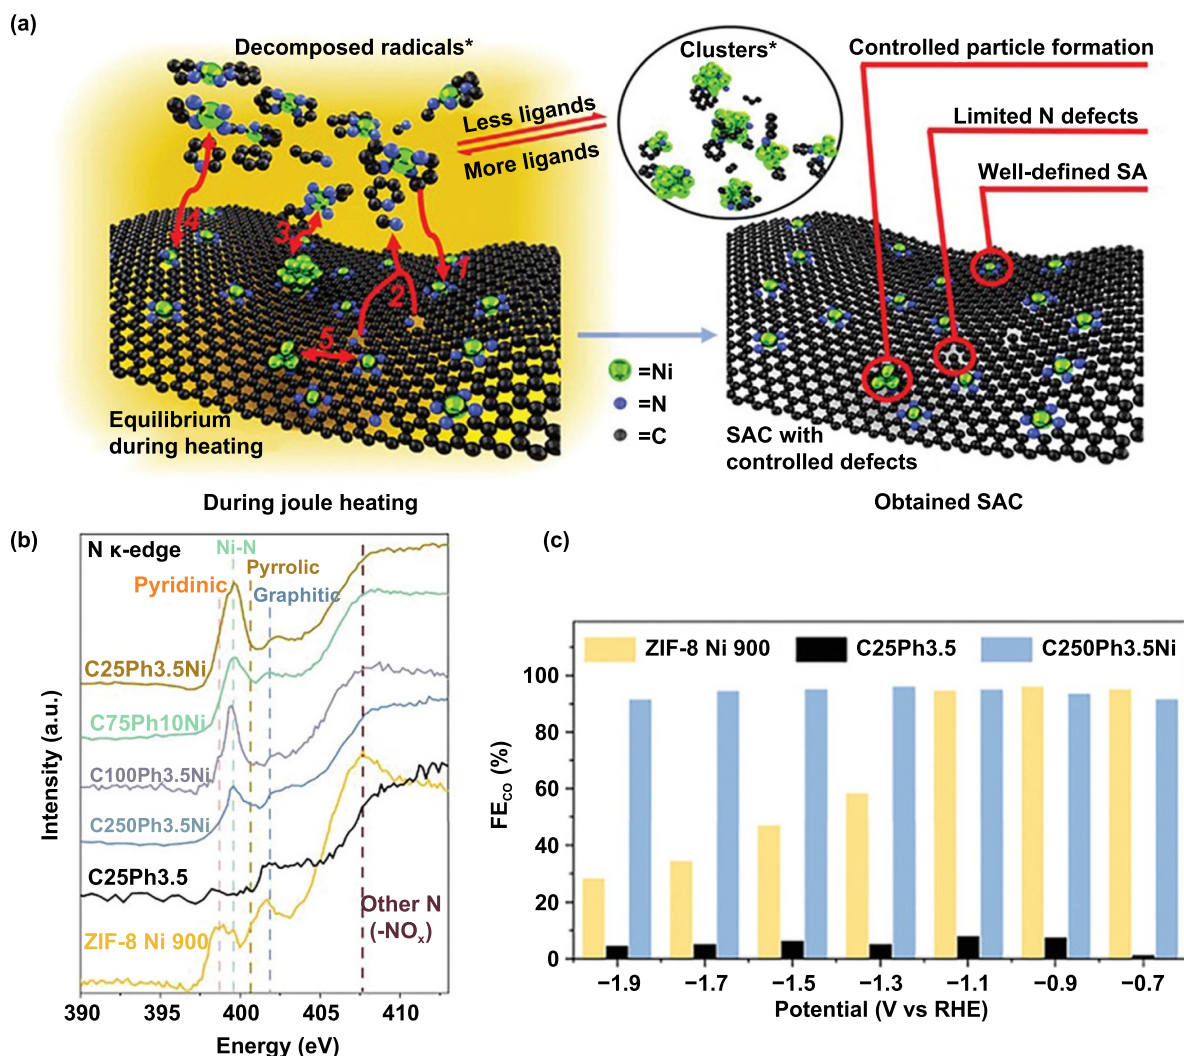 (a)
Decomposed radicals*
Clusters*
Controlled particle formation
Less ligands
More ligands
Limited N defects
Well-defined SA
4
3
1
2
5
=Ni
=N
=C
Equilibrium
during heating
SAC with
controlled defects
During joule heating
Obtained SAC
(b)
N κ-edge
Ni-N
Pyrrolic
Pyridinic
Graphitic
C25Ph3.5Ni
C75Ph10Ni
C100Ph3.5Ni
C250Ph3.5Ni
C25Ph3.5
ZIF-8 Ni 900
Other N
(-NOx)
Intensity (a.u.)
390
395
400
405
410
Energy (eV)
(c)
ZIF-8 Ni 900
C25Ph3.5
C250Ph3.5Ni
100
80
60
40
20
0
FECO (%)
−1.9
−1.7
−1.5
−1.3
−1.1
−0.9
−0.7
Potential (V vs RHE)